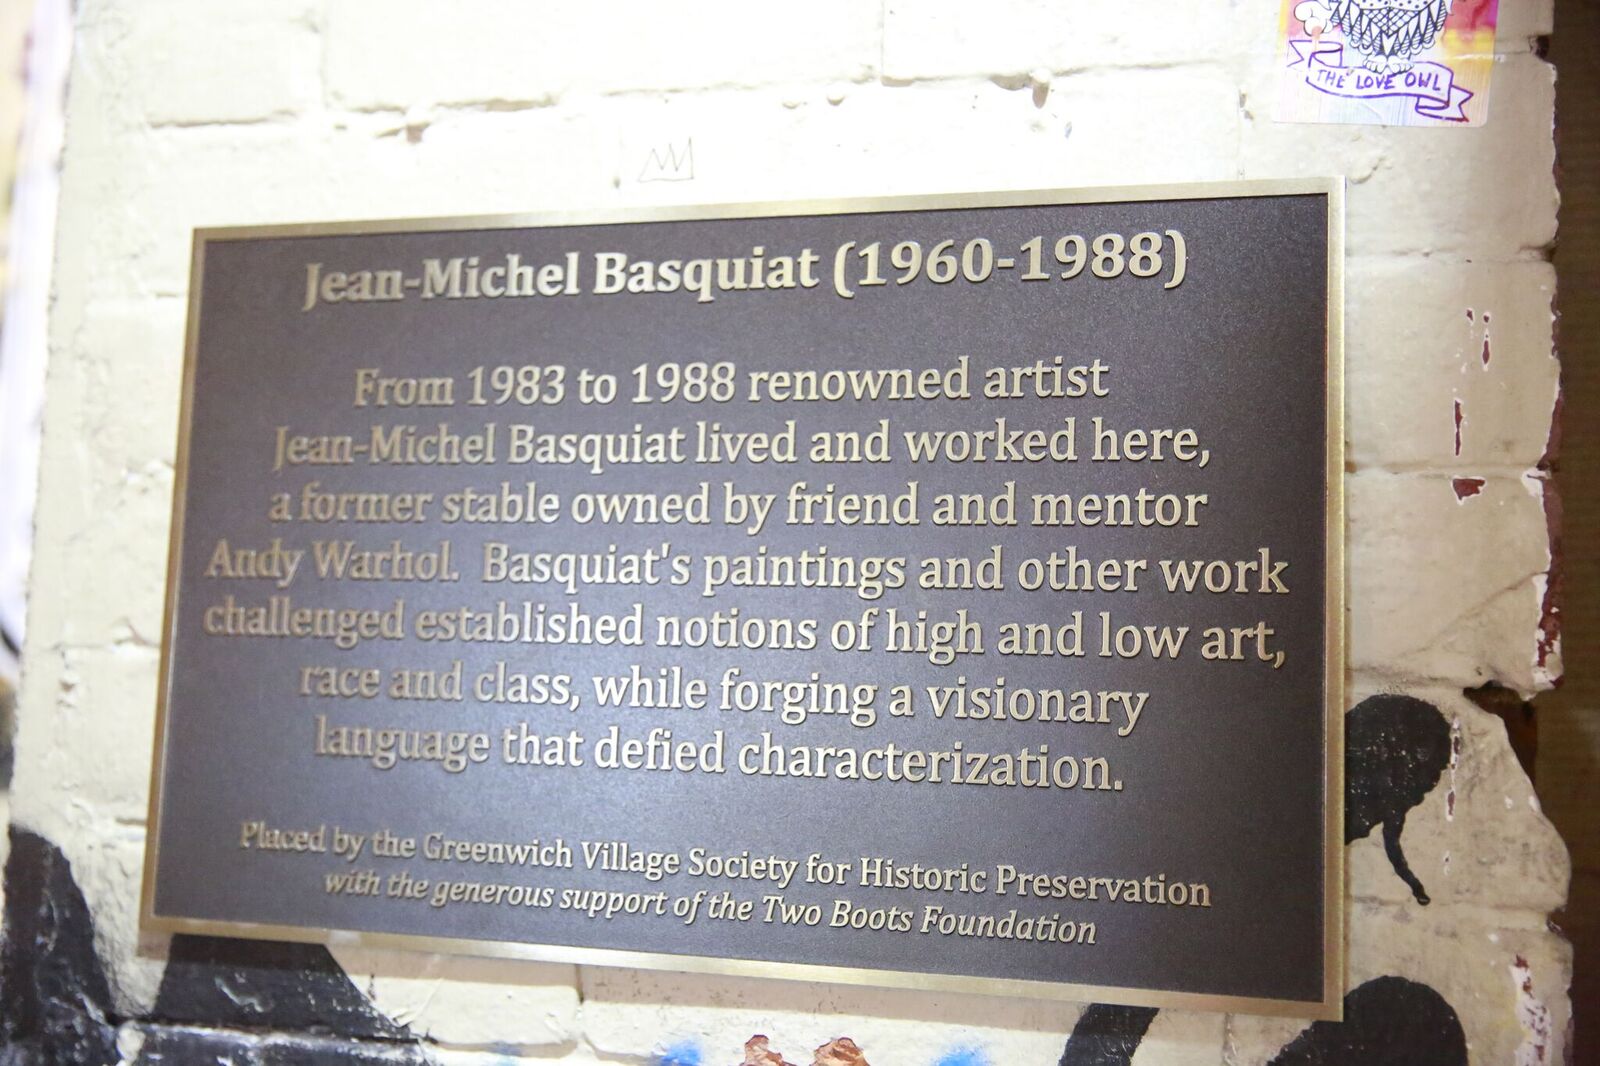 THE LOVE OWL
Jean-Michel Basquiat (1960-1988)
From 1983 to 1988 renowned artist
Jean-Michel Basquiat lived and worked here,
a former stable owned by friend and mentor
Andy Warhol. Basquiat's paintings and other work
challenged established notions of high and low art,
race and class, while forging a visionary
language that defied characterization.
Placed by the Greenwich Village Society for Historic Preservation
with the generous support of the Two Boots Foundation